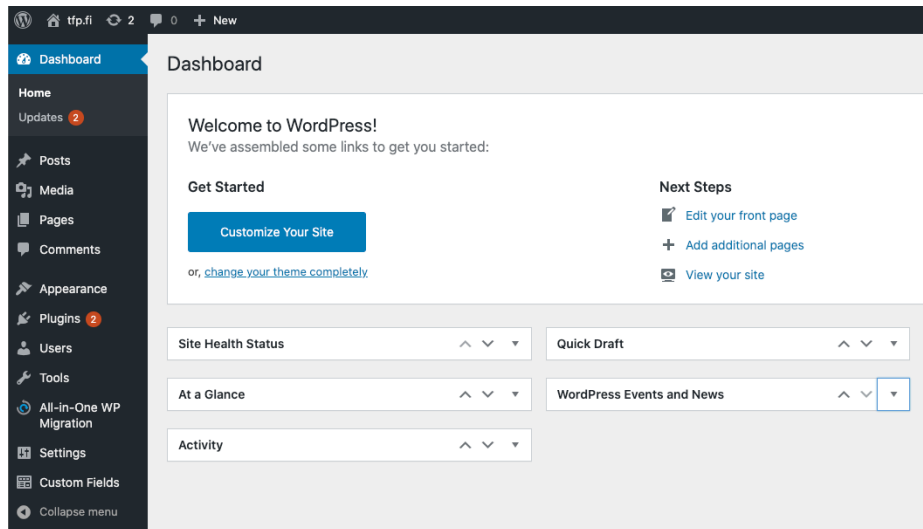 tfp.fi 2 0 + New
Dashboard
Home
Updates 2
Posts
Media
Pages
Comments
Appearance
Plugins 2
Users
Tools
All-in-One WP
Migration
Settings
Custom Fields
Collapse menu
Dashboard
Welcome to WordPress!
We've assembled some links to get you started:
Get Started
Customize Your Site
or, change your theme completely
Next Steps
Edit your front page
Add additional pages
View your site
Site Health Status
At a Glance
Activity
Quick Draft
WordPress Events and News